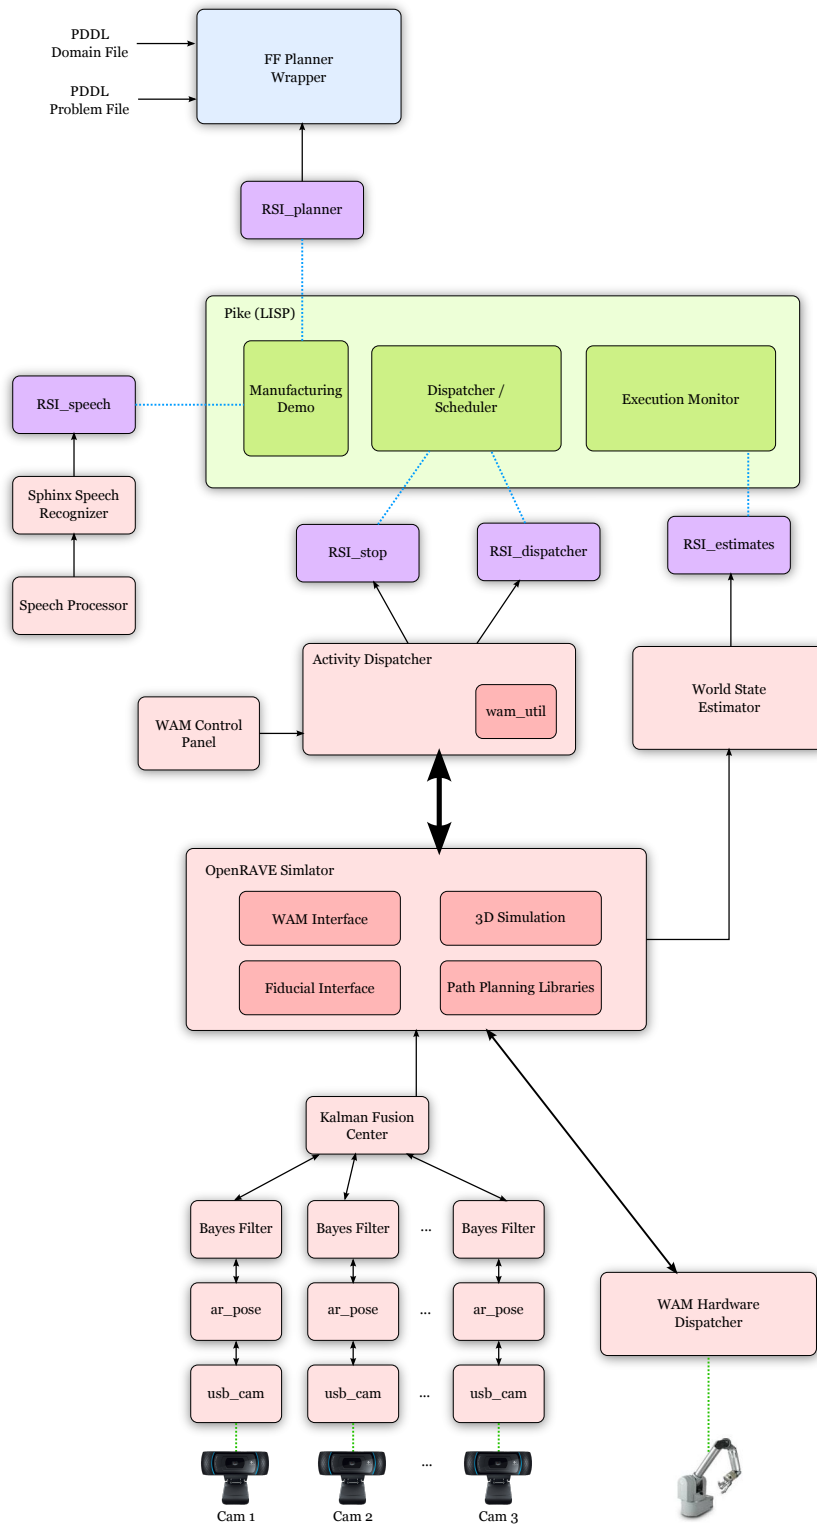 PDDL
Domain File
FF Planner
Wrapper
PDDL
Problem File
RSI_planner
Pike (LISP)
Manufacturing
Demo
Dispatcher /
Scheduler
Execution Monitor
RSI_speech
Sphinx Speech
Recognizer
RSI_stop
RSI_dispatcher
RSI_estimates
Speech Processor
Activity Dispatcher
wam_util
World State
Estimator
WAM Control
Panel
OpenRAVE Simlator
WAM Interface
3D Simulation
Fiducial Interface
Path Planning Libraries
Kalman Fusion
Center
Bayes Filter
Bayes Filter
...
Bayes Filter
ar_pose
ar_pose
...
ar_pose
WAM Hardware
Dispatcher
usb_cam
usb_cam
...
usb_cam
...
Cam 1
Cam 2
Cam 3